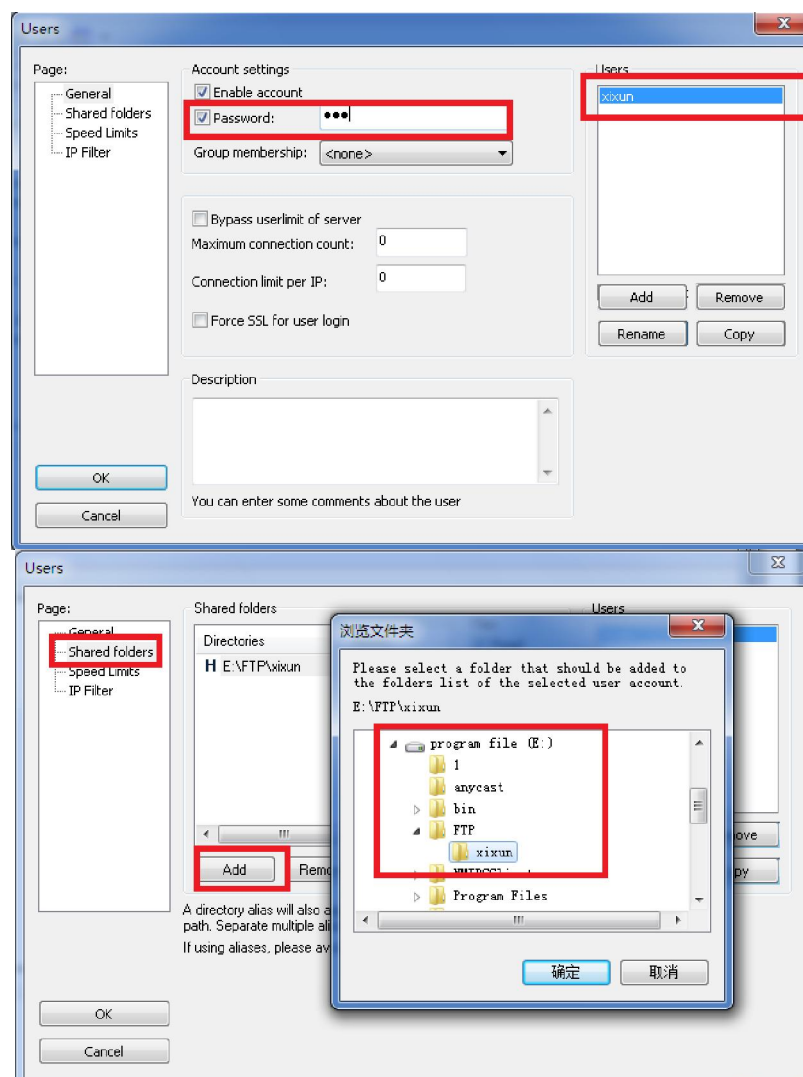 Users
Page:
General
Shared folders
Speed Limits
IP Filter
OK
Cancel
Account settings
Enable account
Password: •••
Group membership: <none>
Bypass userlimit of server
Maximum connection count: 0
Connection limit per IP: 0
Force SSL for user login
Description
You can enter some comments about the user
Users
xixun
Add Remove
Rename Copy
Users
Page:
General
Shared folders
Speed Limits
IP Filter
OK
Cancel
Shared folders
Directories
H E:\FTP\xixun
Add Remo
A directory alias will also a
path. Separate multiple ali
If using aliases, please av
Users
ove
py
浏览文件夹
Please select a folder that should be added to
the folders list of the selected user account.
E:\FTP\xixun
program file (E:)
1
anycast
bin
FTP
xixun
Program Files
确定 取消